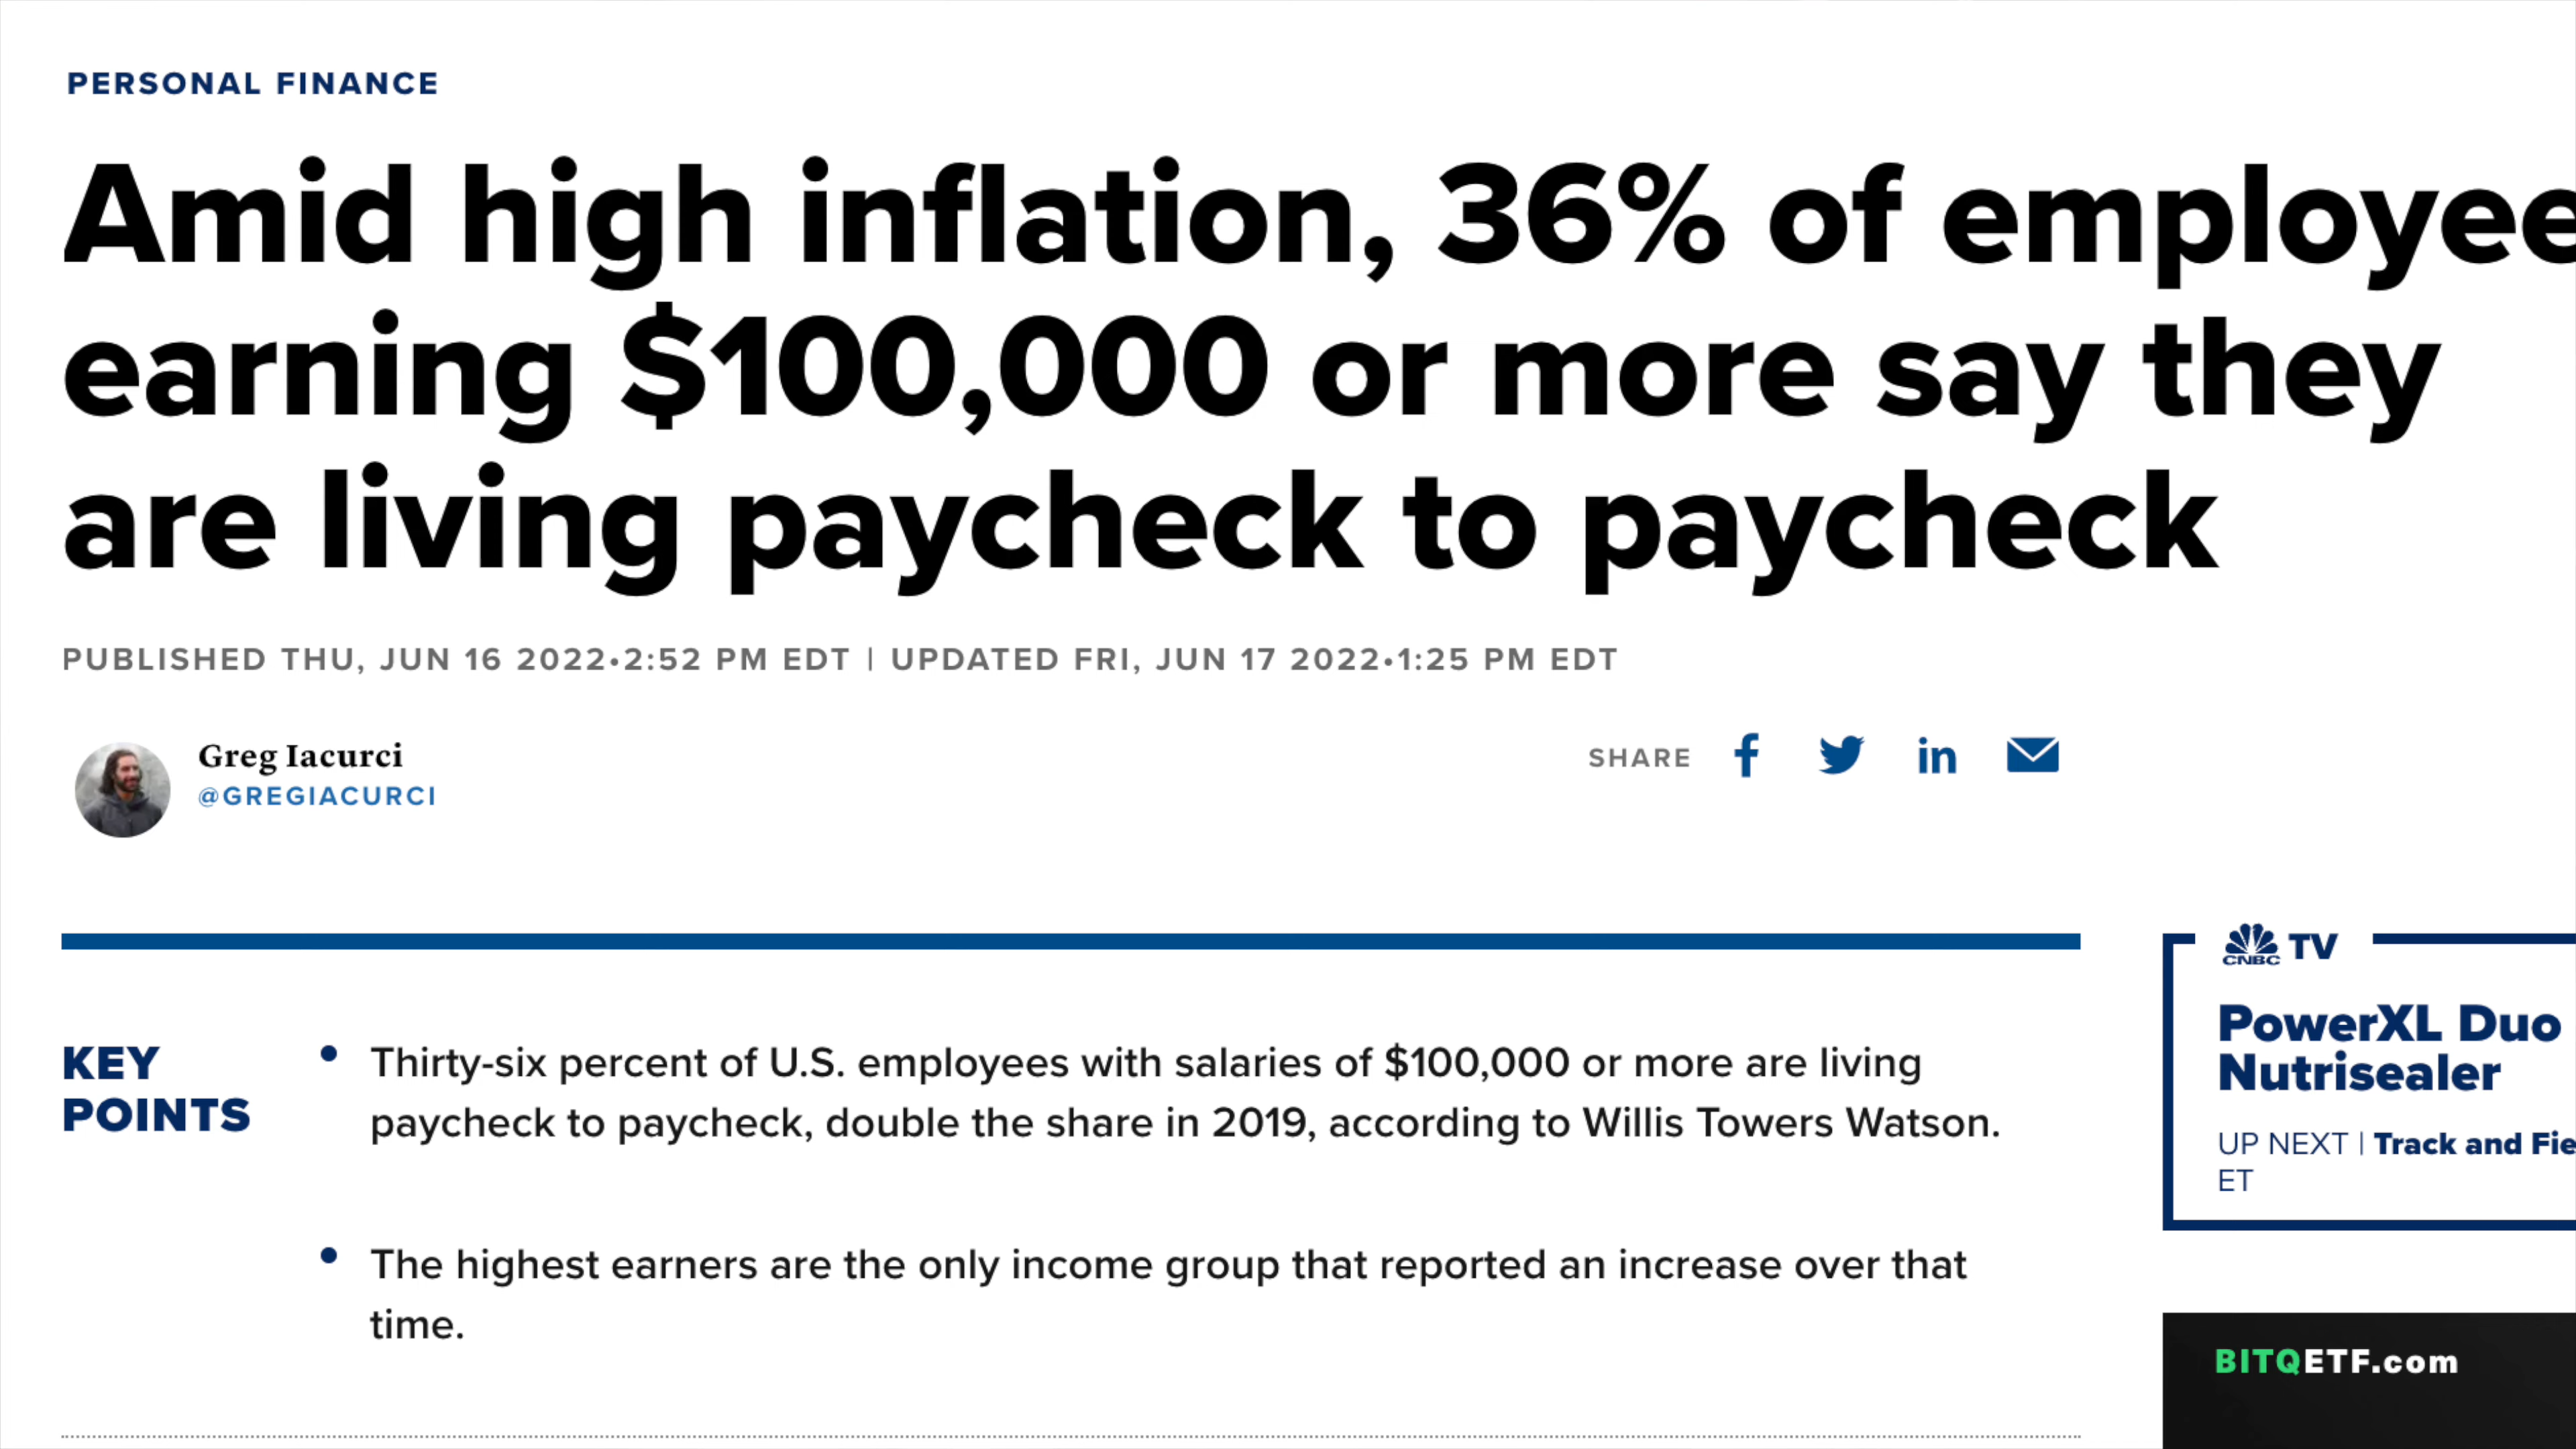 PERSONAL FINANCE
Amid high inflation, 36% of employee
earning $100,000 or more say they
are living paycheck to paycheck
PUBLISHED THU, JUN 16 2022•2:52 PM EDT | UPDATED FRI, JUN 17 2022•1:25 PM EDT
Greg Iacurci
@GREGIACURCI
SHARE
KEY
POINTS
• Thirty-six percent of U.S. employees with salaries of $100,000 or more are living
paycheck to paycheck, double the share in 2019, according to Willis Towers Watson.
• The highest earners are the only income group that reported an increase over that
time.
CNBC TV
PowerXL Duo
Nutrisealer
UP NEXT | Track and Fie
ET
BITQETF.com